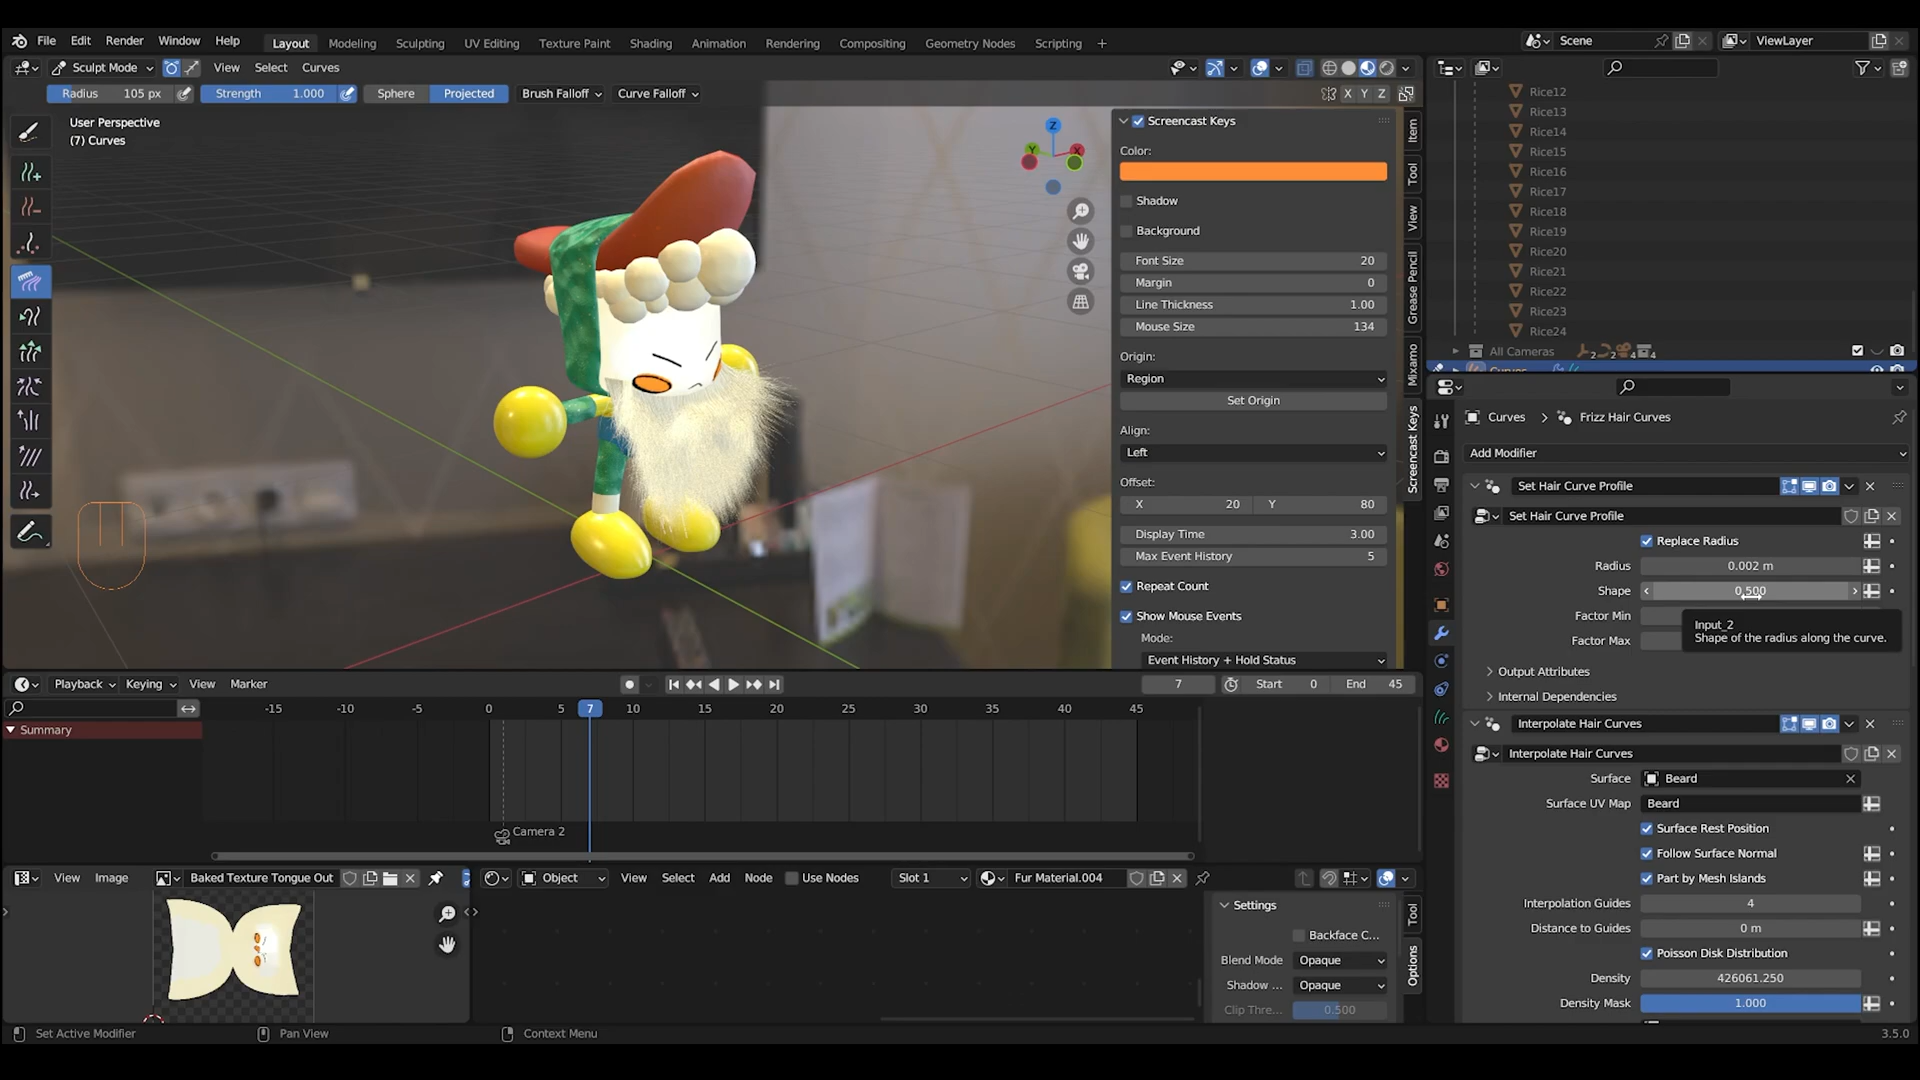 File Edit Render Window Help Layout Modeling Sculpting UV Editing Texture Paint Shading Animation Rendering Compositing Geometry Nodes Scripting + Scene ViewLayer
Sculpt Mode View Select Curves
Radius 105 px Strength 1.000 Sphere Projected Brush Falloff Curve Falloff X Y Z
User Perspective
(7) Curves
Z
Y X
Screencast Keys
Color:
Shadow
Background
Font Size 20
Margin 0
Line Thickness 1.00
Mouse Size 134
Origin:
Region
Set Origin
Align:
Left
Offset:
X 20 Y 80
Display Time 3.00
Max Event History 5
Repeat Count
Show Mouse Events
Mode:
Event History + Hold Status
Item
Tool
View
Grease Pencil
Mixamo
Screencast Keys
Rice12
Rice13
Rice14
Rice15
Rice16
Rice17
Rice18
Rice19
Rice20
Rice21
Rice22
Rice23
Rice24
All Cameras 2 2 4 4
Curves > Frizz Hair Curves
Add Modifier
Set Hair Curve Profile
Set Hair Curve Profile
Replace Radius
Radius 0.002 m
Shape 0.500
Factor Min
Factor Max
Input_2
Shape of the radius along the curve.
Output Attributes
Internal Dependencies
Interpolate Hair Curves
Interpolate Hair Curves
Surface Beard
Surface UV Map Beard
Surface Rest Position
Follow Surface Normal
Part by Mesh Islands
Interpolation Guides 4
Distance to Guides 0 m
Poisson Disk Distribution
Density 426061.250
Density Mask 1.000
Playback Keying View Marker 7 Start 0 End 45
-15 -10 -5 0 5 7 10 15 20 25 30 35 40 45
Summary
Camera 2
View Image Baked Texture Tongue Out
Object View Select Add Node Use Nodes Slot 1 Fur Material.004
Settings
Backface C...
Blend Mode Opaque
Shadow ... Opaque
Clip Thre... 0.500
Tool
Options
Set Active Modifier Pan View Context Menu 3.5.0